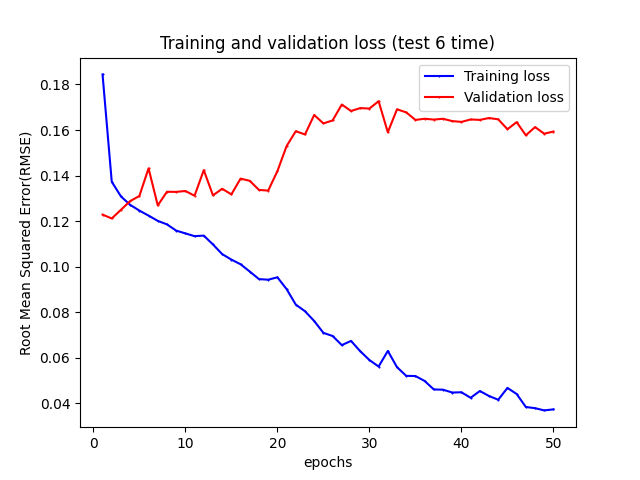 Training and validation loss (test 6 time)
Training loss
Validation loss
Root Mean Squared Error(RMSE)
0.18
0.16
0.14
0.12
0.10
0.08
0.06
0.04
0 10 20 30 40 50
epochs